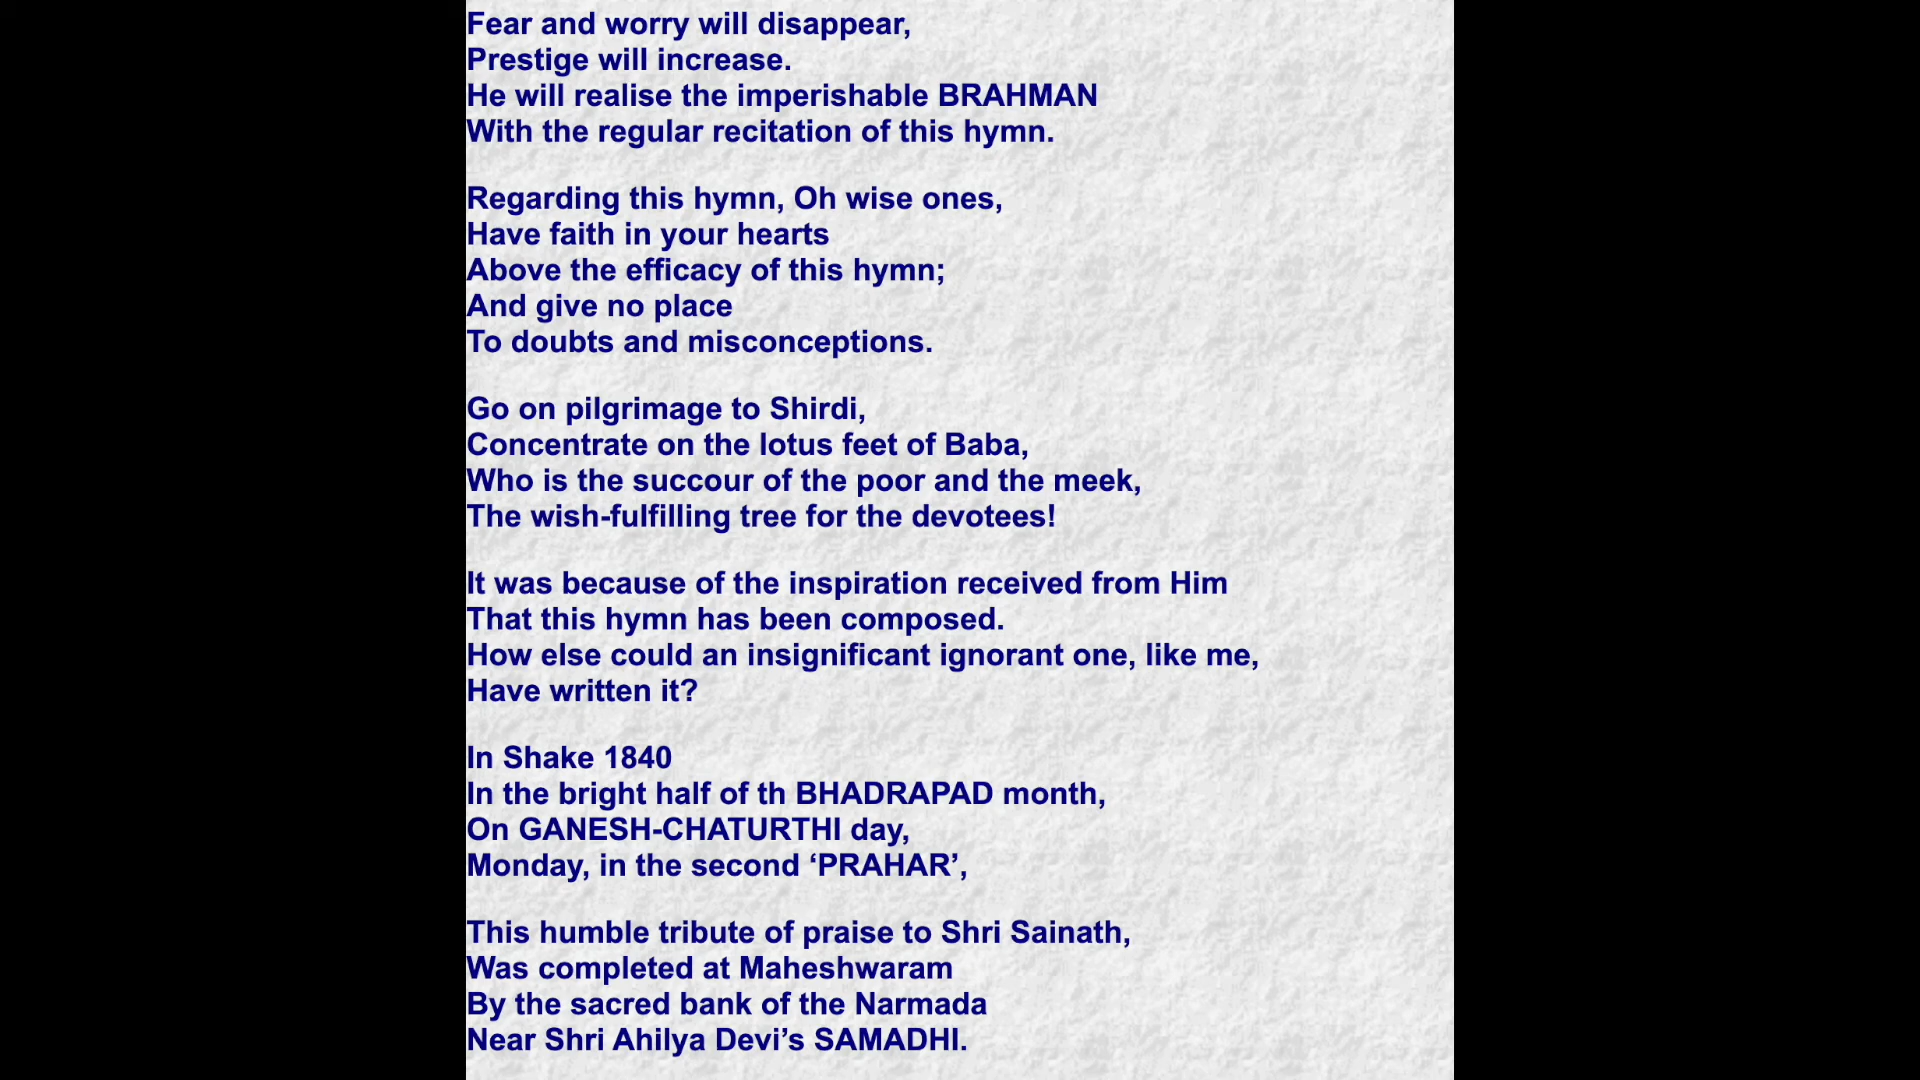 Fear and worry will disappear,
Prestige will increase.
He will realise the imperishable BRAHMAN
With the regular recitation of this hymn.
Regarding this hymn, Oh wise ones,
Have faith in your hearts
Above the efficacy of this hymn;
And give no place
To doubts and misconceptions.
Go on pilgrimage to Shirdi,
Concentrate on the lotus feet of Baba,
Who is the succour of the poor and the meek,
The wish-fulfilling tree for the devotees!
It was because of the inspiration received from Him
That this hymn has been composed.
How else could an insignificant ignorant one, like me,
Have written it?
In Shake 1840
In the bright half of th BHADRAPAD month,
On GANESH-CHATURTHI day,
Monday, in the second ‘PRAHAR’,
This humble tribute of praise to Shri Sainath,
Was completed at Maheshwaram
By the sacred bank of the Narmada
Near Shri Ahilya Devi’s SAMADHI.